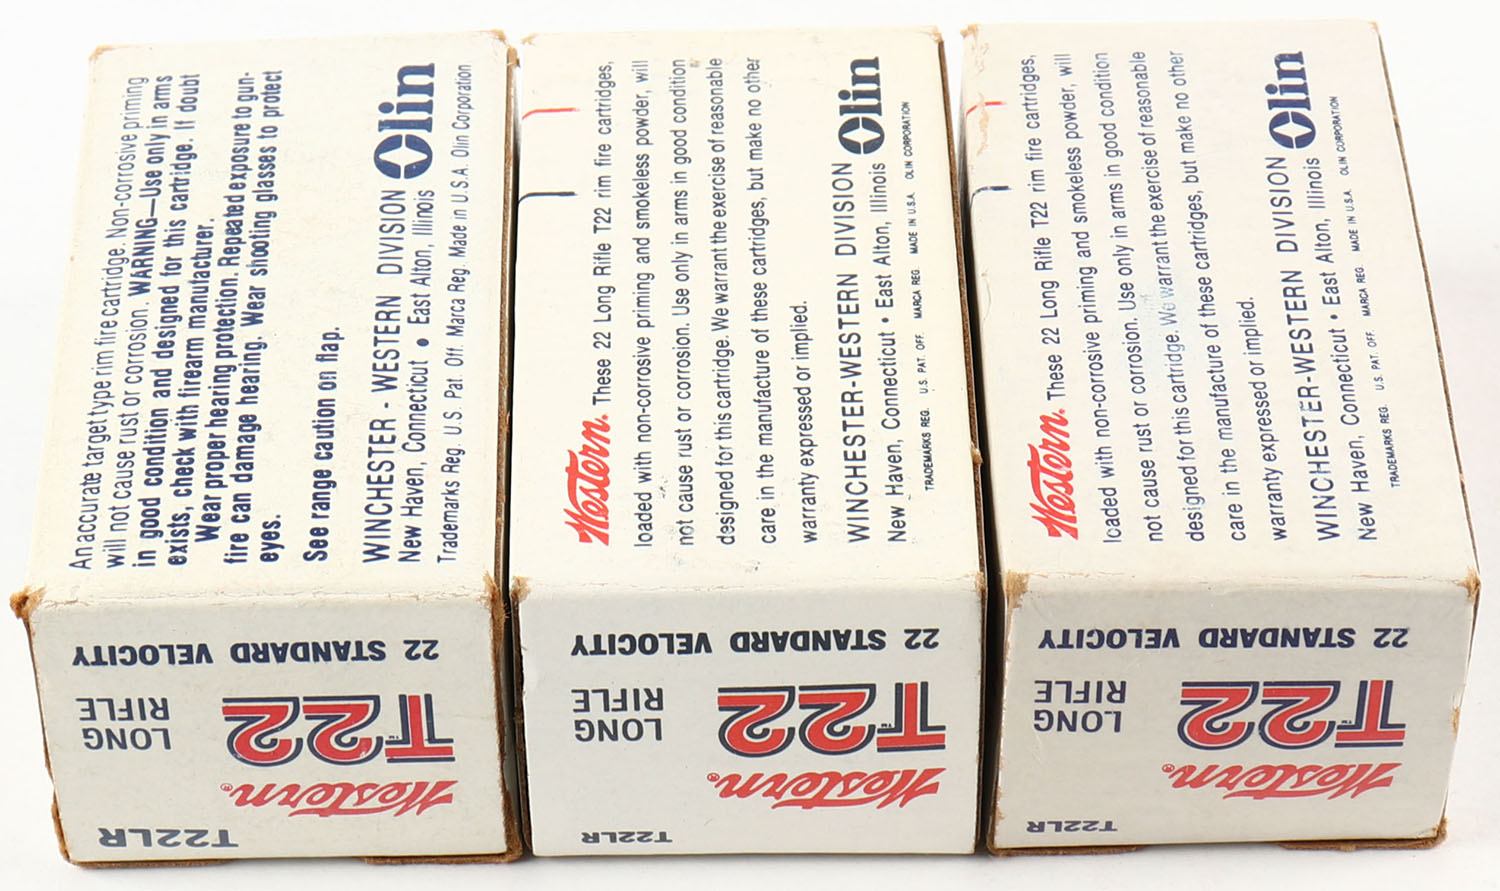 An accurate target type rim fire cartridge. Non-corrosive priming
will not cause rust or corrosion. WARNING—Use only in arms
in good condition and designed for this cartridge. If doubt
exists, check with firearm manufacturer.
Wear proper hearing protection. Repeated exposure to gun-
fire can damage hearing. Wear shooting glasses to protect
eyes.
See range caution on flap.
WINCHESTER - WESTERN DIVISION Olin
New Haven, Connecticut • East Alton, Illinois
Trademarks Reg. U.S. Pat. Off. Marca Reg. Made in U.S.A. Olin Corporation
22 STANDARD VELOCITY
LONG
RIFLE
T22
TM
Western®
T22LR
Western. These 22 Long Rifle T22 rim fire cartridges,
loaded with non-corrosive priming and smokeless powder, will
not cause rust or corrosion. Use only in arms in good condition
designed for this cartridge. We warrant the exercise of reasonable
care in the manufacture of these cartridges, but make no other
warranty expressed or implied.
WINCHESTER-WESTERN DIVISION Olin
New Haven, Connecticut • East Alton, Illinois
TRADEMARKS REG. U.S. PAT. OFF. MARCA REG. MADE IN U.S.A. OLIN CORPORATION
22 STANDARD VELOCITY
LONG
RIFLE
T22
TM
Western®
T22LR
Western. These 22 Long Rifle T22 rim fire cartridges,
loaded with non-corrosive priming and smokeless powder, will
not cause rust or corrosion. Use only in arms in good condition
designed for this cartridge. We warrant the exercise of reasonable
care in the manufacture of these cartridges, but make no other
warranty expressed or implied.
WINCHESTER-WESTERN DIVISION Olin
New Haven, Connecticut • East Alton, Illinois
TRADEMARKS REG. U.S. PAT. OFF. MARCA REG. MADE IN U.S.A. OLIN CORPORATION
22 STANDARD VELOCITY
LONG
RIFLE
T22
TM
Western®
T22LR